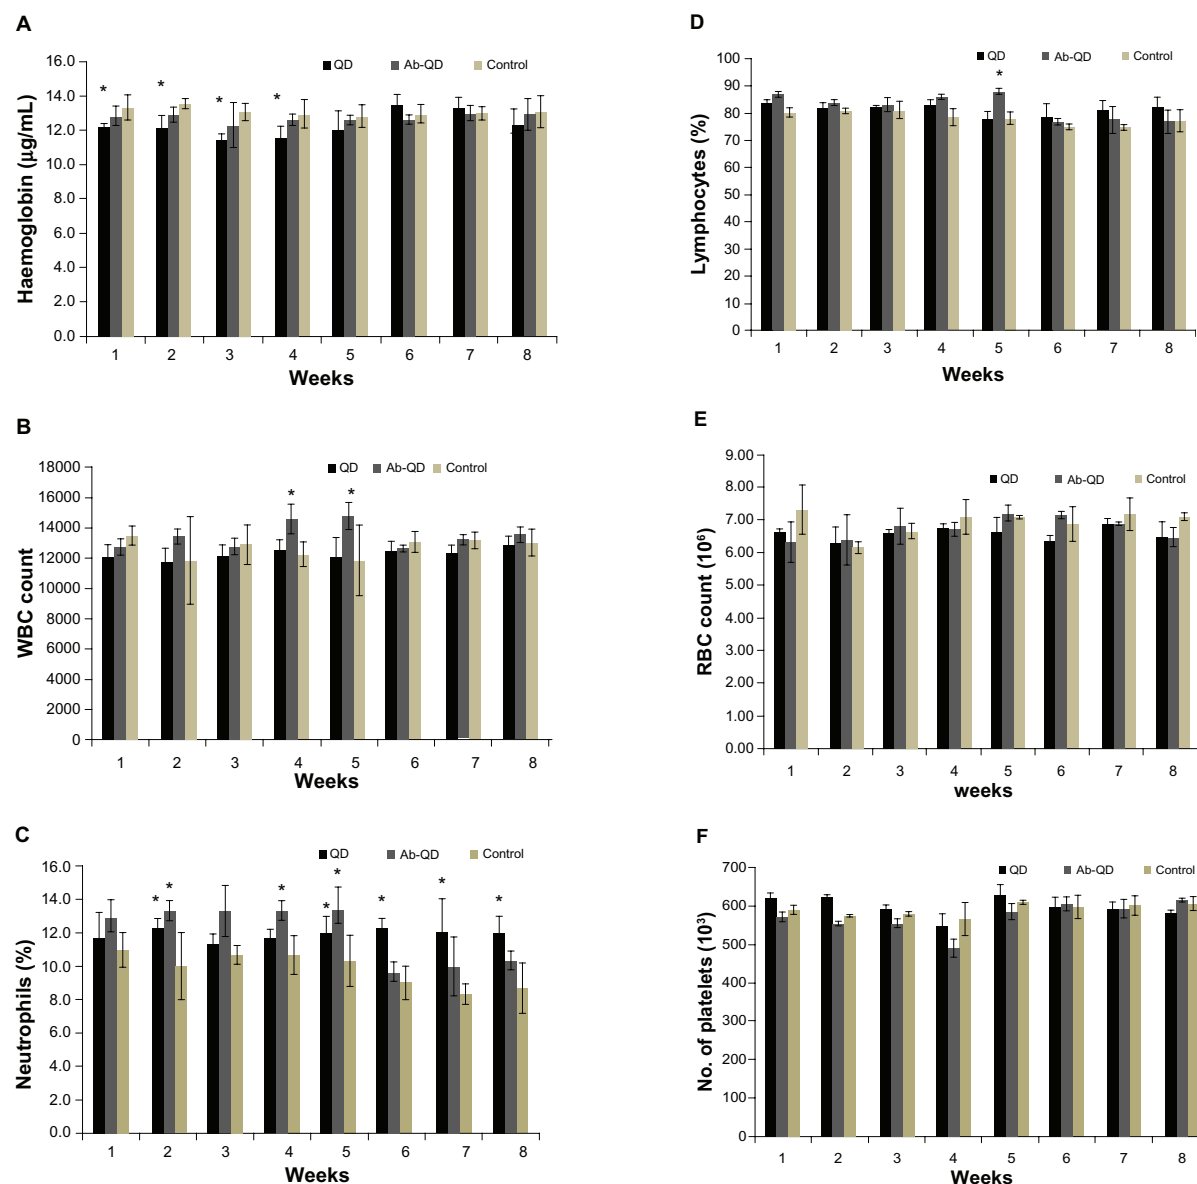 A
16.0
14.0
12.0
10.0
8.0
6.0
4.0
2.0
0.0
Haemoglobin (µg/mL)
QD Ab-QD Control
* * * *
1 2 3 4 5 6 7 8
Weeks
B
18000
16000
14000
12000
10000
8000
6000
4000
2000
0
WBC count
QD Ab-QD Control
* *
1 2 3 4 5 6 7 8
Weeks
C
16.0
14.0
12.0
10.0
8.0
6.0
4.0
2.0
0.0
Neutrophils (%)
QD Ab-QD Control
* * * * * * * *
1 2 3 4 5 6 7 8
Weeks
D
100
90
80
70
60
50
40
30
20
10
0
Lymphocytes (%)
QD Ab-QD Control
*
1 2 3 4 5 6 7 8
Weeks
E
9.00
8.00
7.00
6.00
5.00
4.00
3.00
2.00
1.00
0.00
RBC count (10⁶)
QD Ab-QD Control
1 2 3 4 5 6 7 8
weeks
F
700
600
500
400
300
200
100
0
No. of platelets (10³)
QD Ab-QD Control
1 2 3 4 5 6 7 8
Weeks